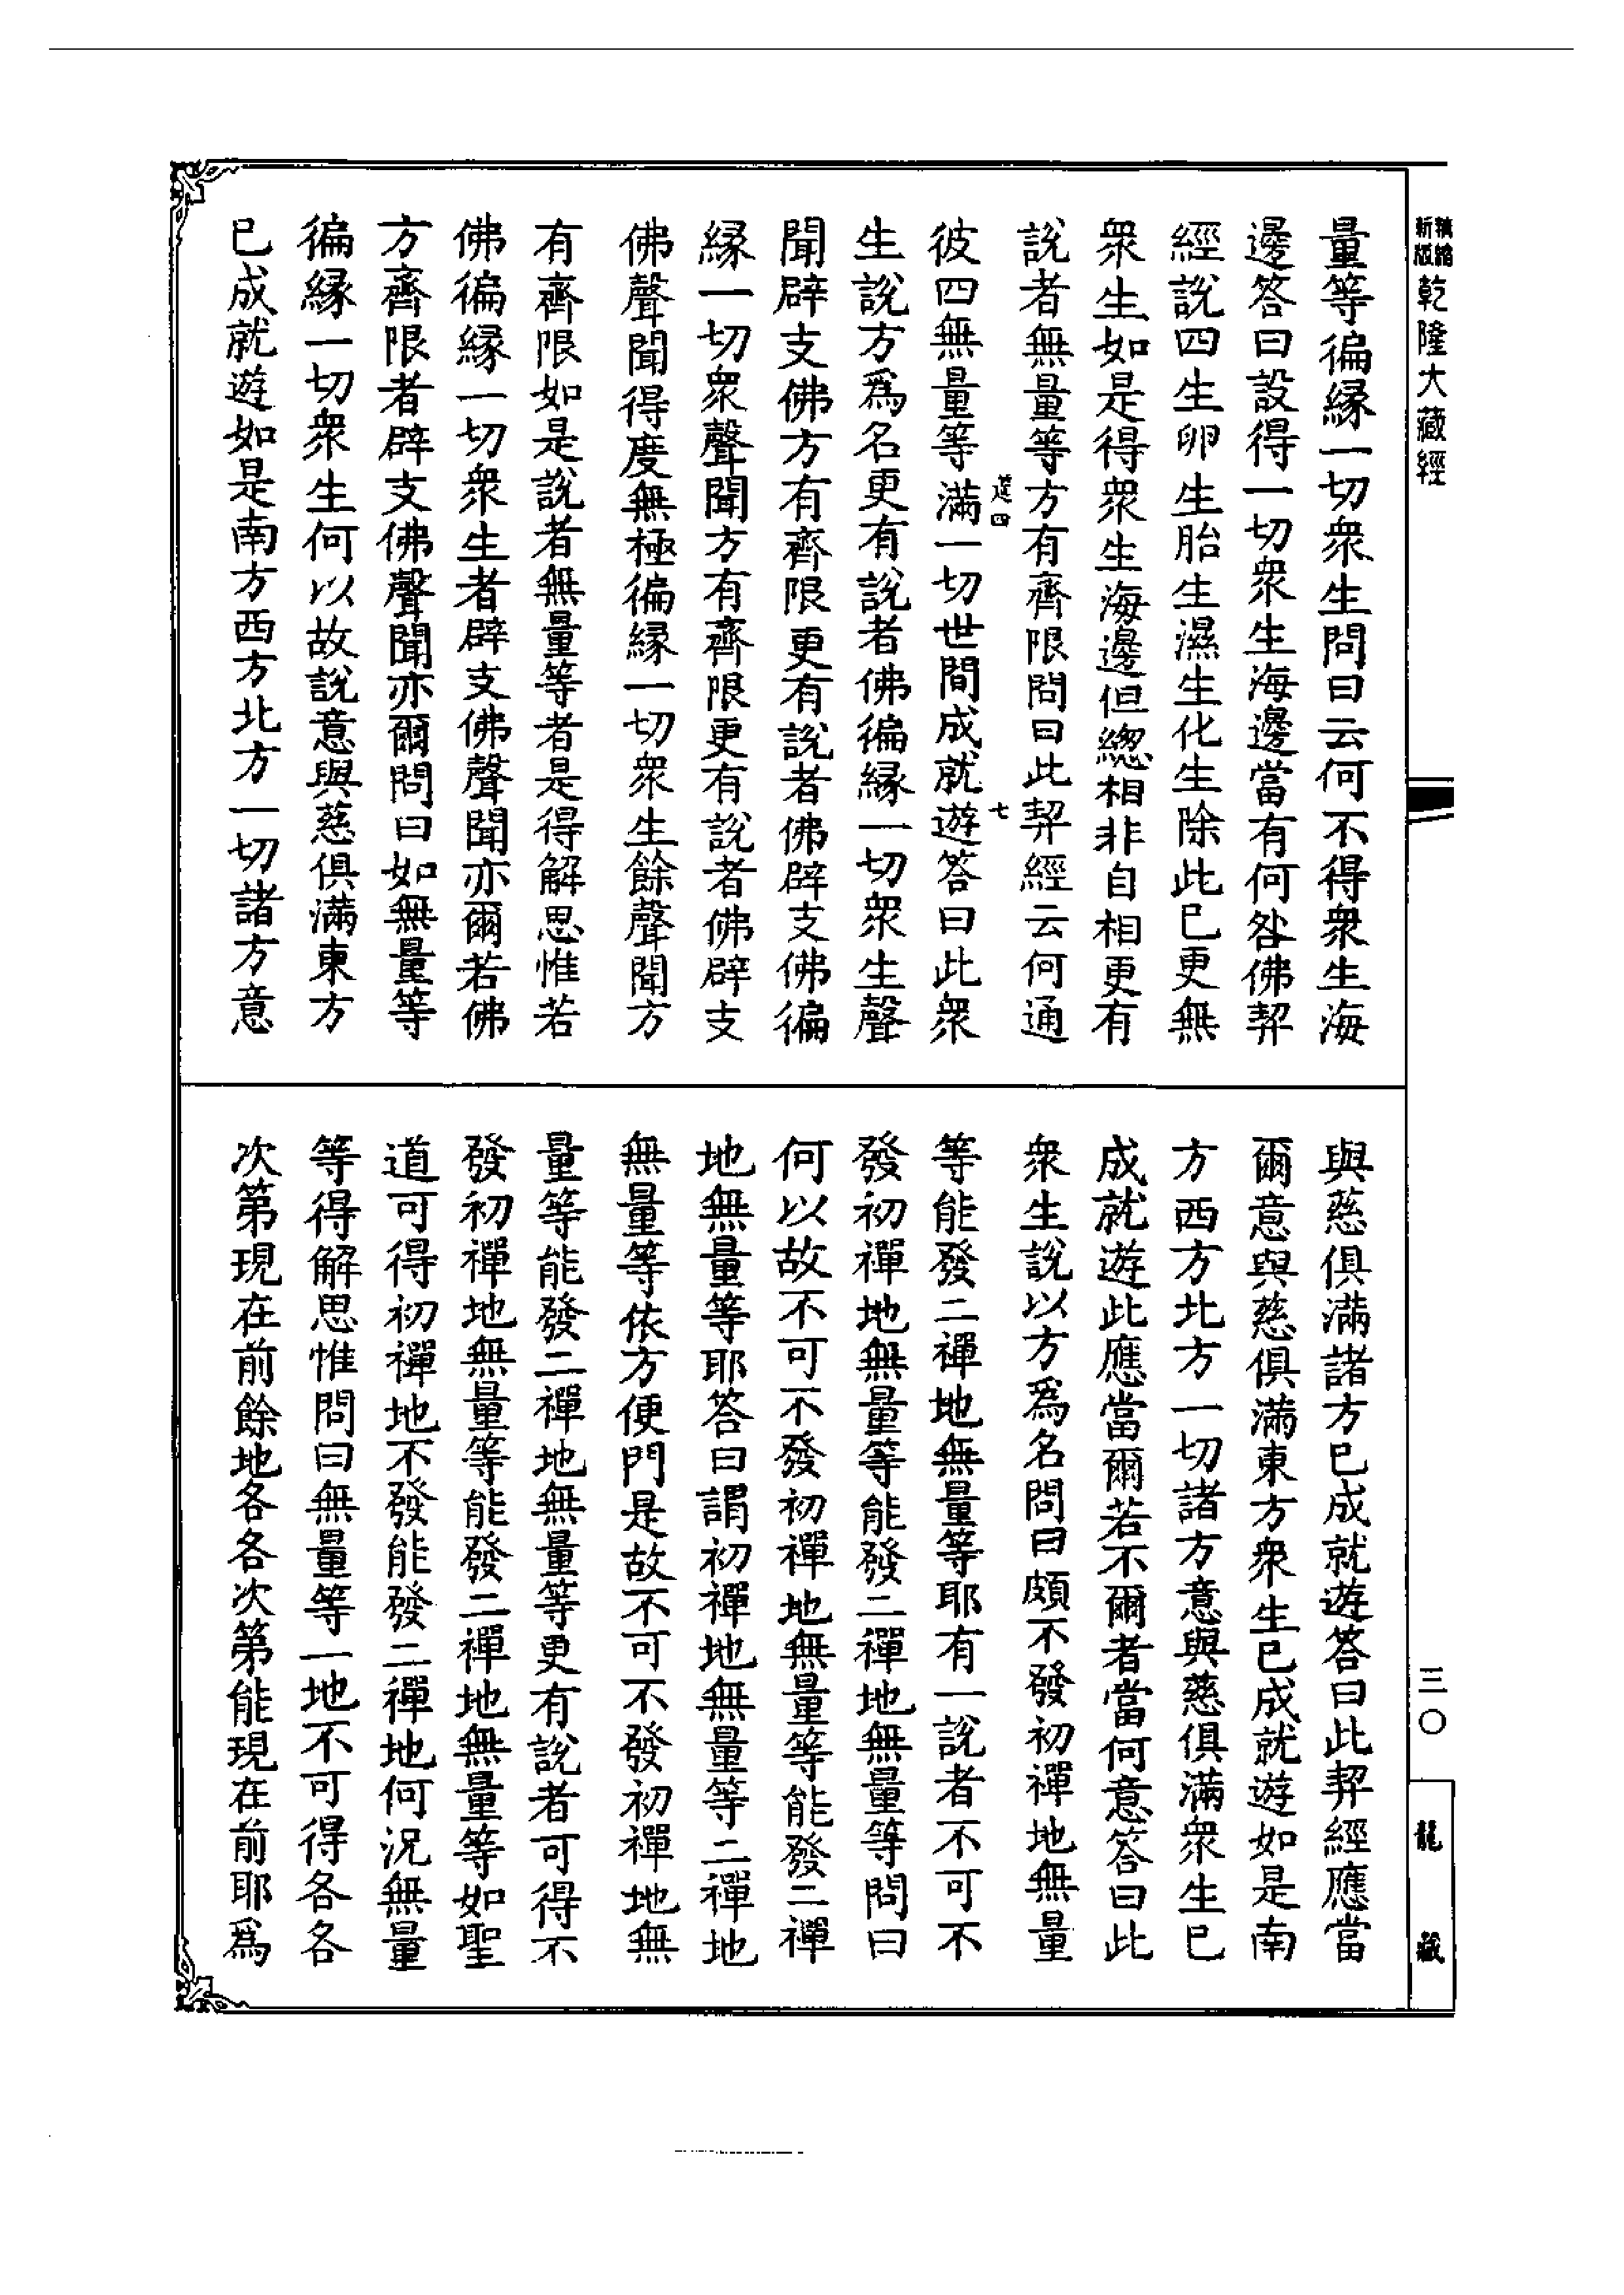 新版精縮乾隆大藏經
三〇
龍藏
量等徧緣一切眾生問曰云何不得眾生海
邊答曰設得一切眾生海邊當有何咎佛契
經說四生卵生胎生濕生化生除此已更無
眾生如是得眾生海邊但總相非自相更有
說者無量等方有齊限問曰此契經云何通
四
七
彼四無量等滿一切世間成就遊答曰此眾
生說方為名更有說者佛徧緣一切眾生聲
聞辟支佛方有齊限更有說者佛辟支佛徧
緣一切眾聲聞方有齊限更有說者佛辟支
佛聲聞得度無極徧緣一切眾生餘聲聞方
有齊限如是說者無量等者是得解思惟若
佛徧緣一切眾生者辟支佛聲聞亦爾若佛
方齊限者辟支佛聲聞亦爾問曰如無量等
徧緣一切眾生何以故說意與慈俱滿東方
已成就遊如是南方西方北方一切諸方意
與慈俱滿諸方已成就遊答曰此契經應當
爾意與慈俱滿東方眾生已成就遊如是南
方西方北方一切諸方意與慈俱滿眾生已
成就遊此應當爾若不爾者當何意答曰此
眾生說以方為名問曰頗不發初禪地無量
等能發二禪地無量等耶有一說者不可不
發初禪地無量等能發二禪地無量等問曰
何以故不可不發初禪地無量等能發二禪
地無量等耶答曰謂初禪地無量等二禪地
無量等依方便門是故不可不發初禪地無
量等能發二禪地無量等更有說者可得不
發初禪地無量等能發二禪地無量等如聖
道可得初禪地不發能發二禪地何況無量
等得解思惟問曰無量等一地不可得各各
次第現在前餘地各各次第能現在前耶為